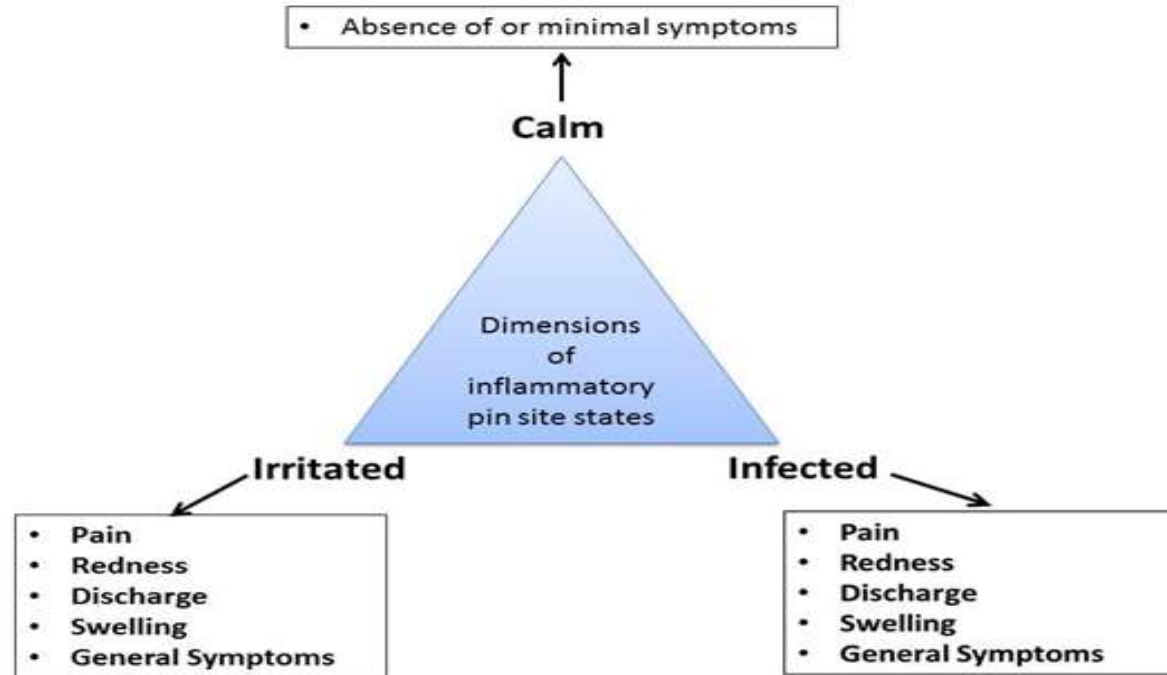 • Absence of or minimal symptoms
Calm
Dimensions
of
inflammatory
pin site states
Irritated
Infected
• Pain
• Redness
• Discharge
• Swelling
• General Symptoms
• Pain
• Redness
• Discharge
• Swelling
• General Symptoms